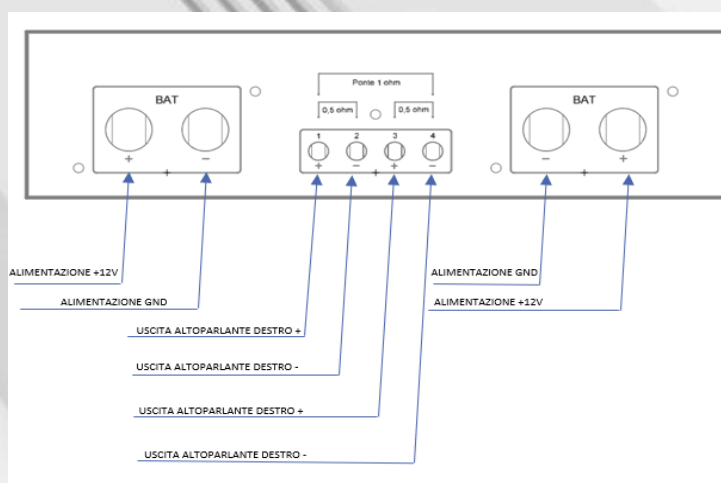 Ponte 1 ohm
0,5 ohm 0,5 ohm
BAT
BAT
1 2 3 4
+ -
+ - + -
- +
ALIMENTAZIONE +12V
ALIMENTAZIONE GND
ALIMENTAZIONE GND
ALIMENTAZIONE +12V
USCITA ALTOPARLANTE DESTRO +
USCITA ALTOPARLANTE DESTRO -
USCITA ALTOPARLANTE DESTRO +
USCITA ALTOPARLANTE DESTRO -